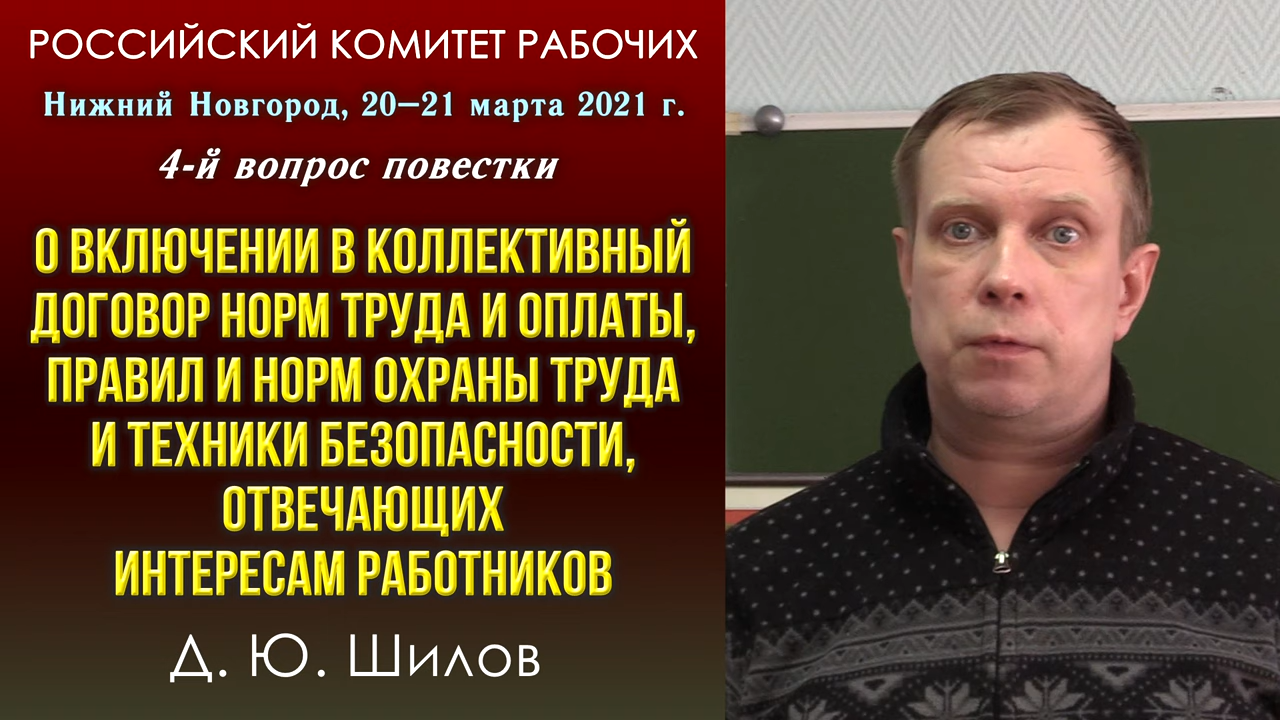 РОССИЙСКИЙ КОМИТЕТ РАБОЧИХ
Нижний Новгород, 20–21 марта 2021 г.
4-й вопрос повестки
О ВКЛЮЧЕНИИ В КОЛЛЕКТИВНЫЙ
ДОГОВОР НОРМ ТРУДА И ОПЛАТЫ,
ПРАВИЛ И НОРМ ОХРАНЫ ТРУДА
И ТЕХНИКИ БЕЗОПАСНОСТИ,
ОТВЕЧАЮЩИХ
ИНТЕРЕСАМ РАБОТНИКОВ
Д. Ю. Шилов